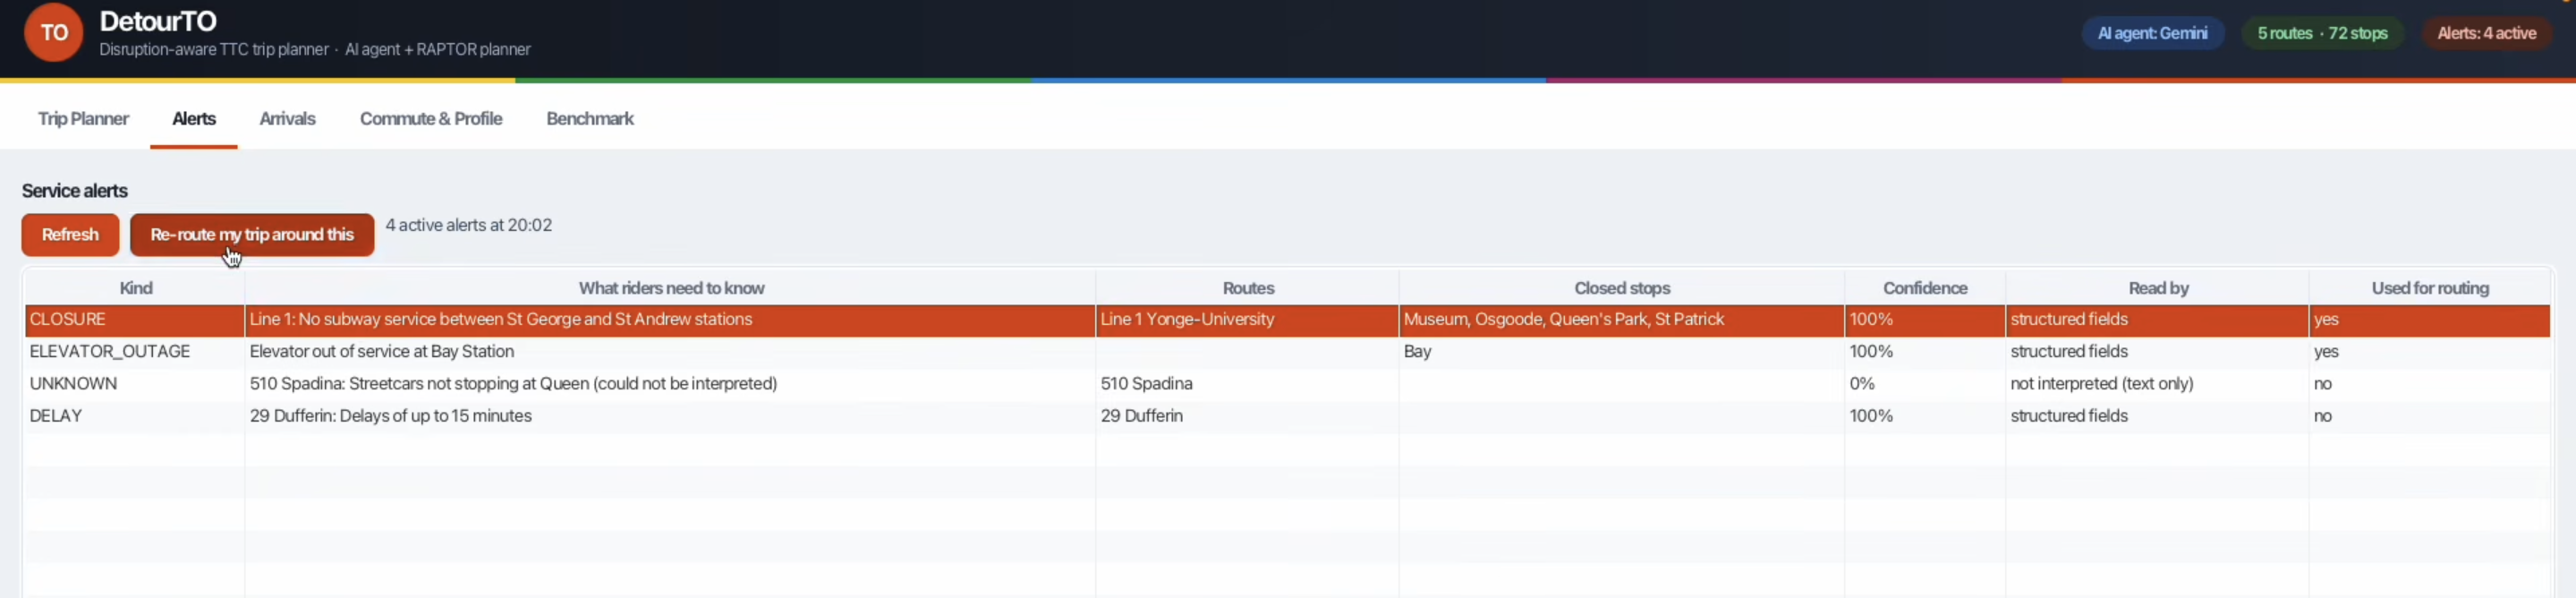 TO
DetourTO
Disruption-aware TTC trip planner · AI agent + RAPTOR planner
AI agent: Gemini
5 routes · 72 stops
Alerts: 4 active
Trip Planner
Alerts
Arrivals
Commute & Profile
Benchmark
Service alerts
Refresh
Re-route my trip around this
4 active alerts at 20:02
Kind What riders need to know Routes Closed stops Confidence Read by Used for routing
CLOSURE Line 1: No subway service between St George and St Andrew stations Line 1 Yonge-University Museum, Osgoode, Queen's Park, St Patrick 100% structured fields yes
ELEVATOR_OUTAGE Elevator out of service at Bay Station Bay 100% structured fields yes
UNKNOWN 510 Spadina: Streetcars not stopping at Queen (could not be interpreted) 510 Spadina 0% not interpreted (text only) no
DELAY 29 Dufferin: Delays of up to 15 minutes 29 Dufferin 100% structured fields no